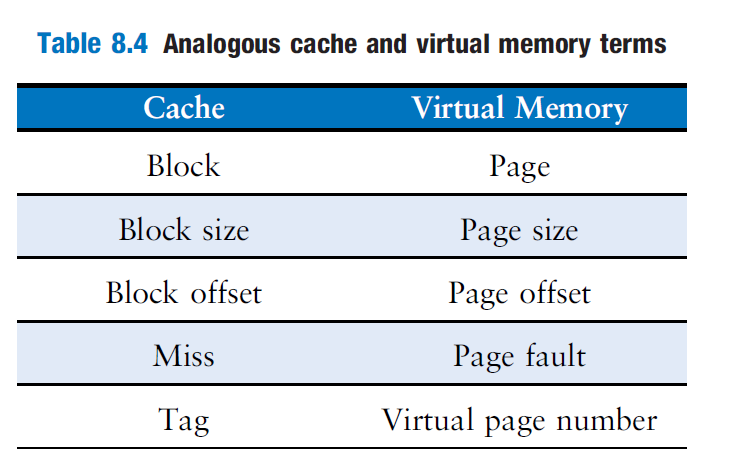 Table 8.4 Analogous cache and virtual memory terms
Cache Virtual Memory
Block Page
Block size Page size
Block offset Page offset
Miss Page fault
Tag Virtual page number